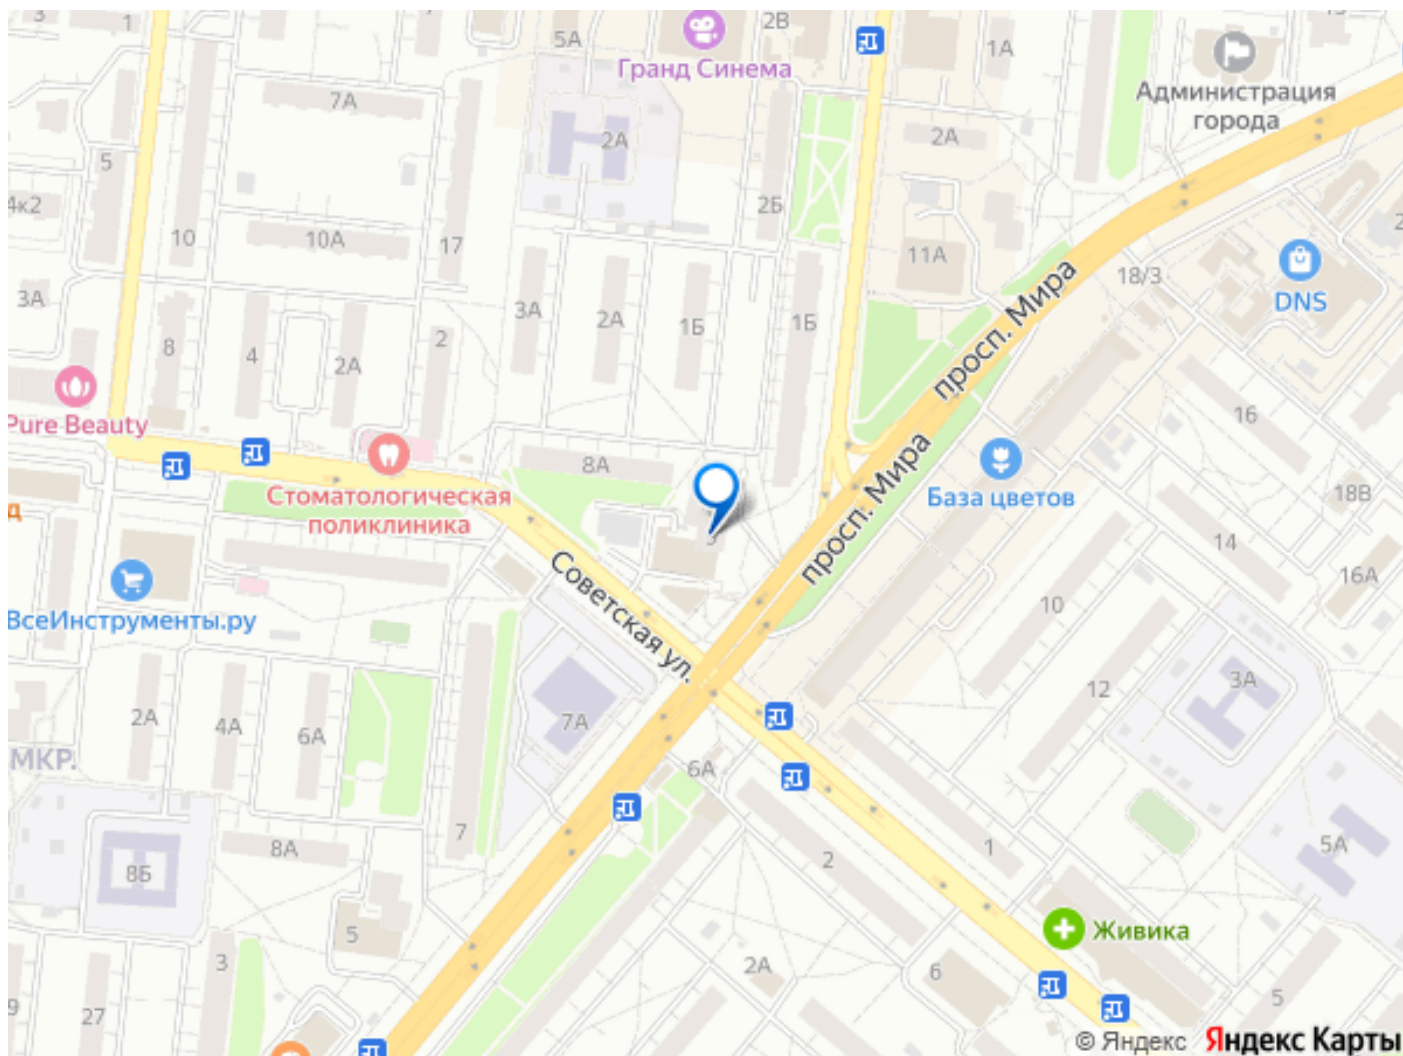 3
1
5А
2В
1А
Гранд Синема
Администрация
города
7А
2А
2А
5
4к2
10
10А
17
2Б
11А
18/3
DNS
3А
3А
2А
1Б
1Б
просп. Мира
8
4
2А
2
Pure Beauty
16
8А
Стоматологическая
поликлиника
просп. Мира
База цветов
18В
14
16А
ВсеИнструменты.ру
Советская ул.
10
12
3А
2А
4А
6А
7А
МКР.
6А
7
8А
8Б
2
1
5А
5
3
Живика
2А
6
5
9
27
© Яндекс Яндекс Карты